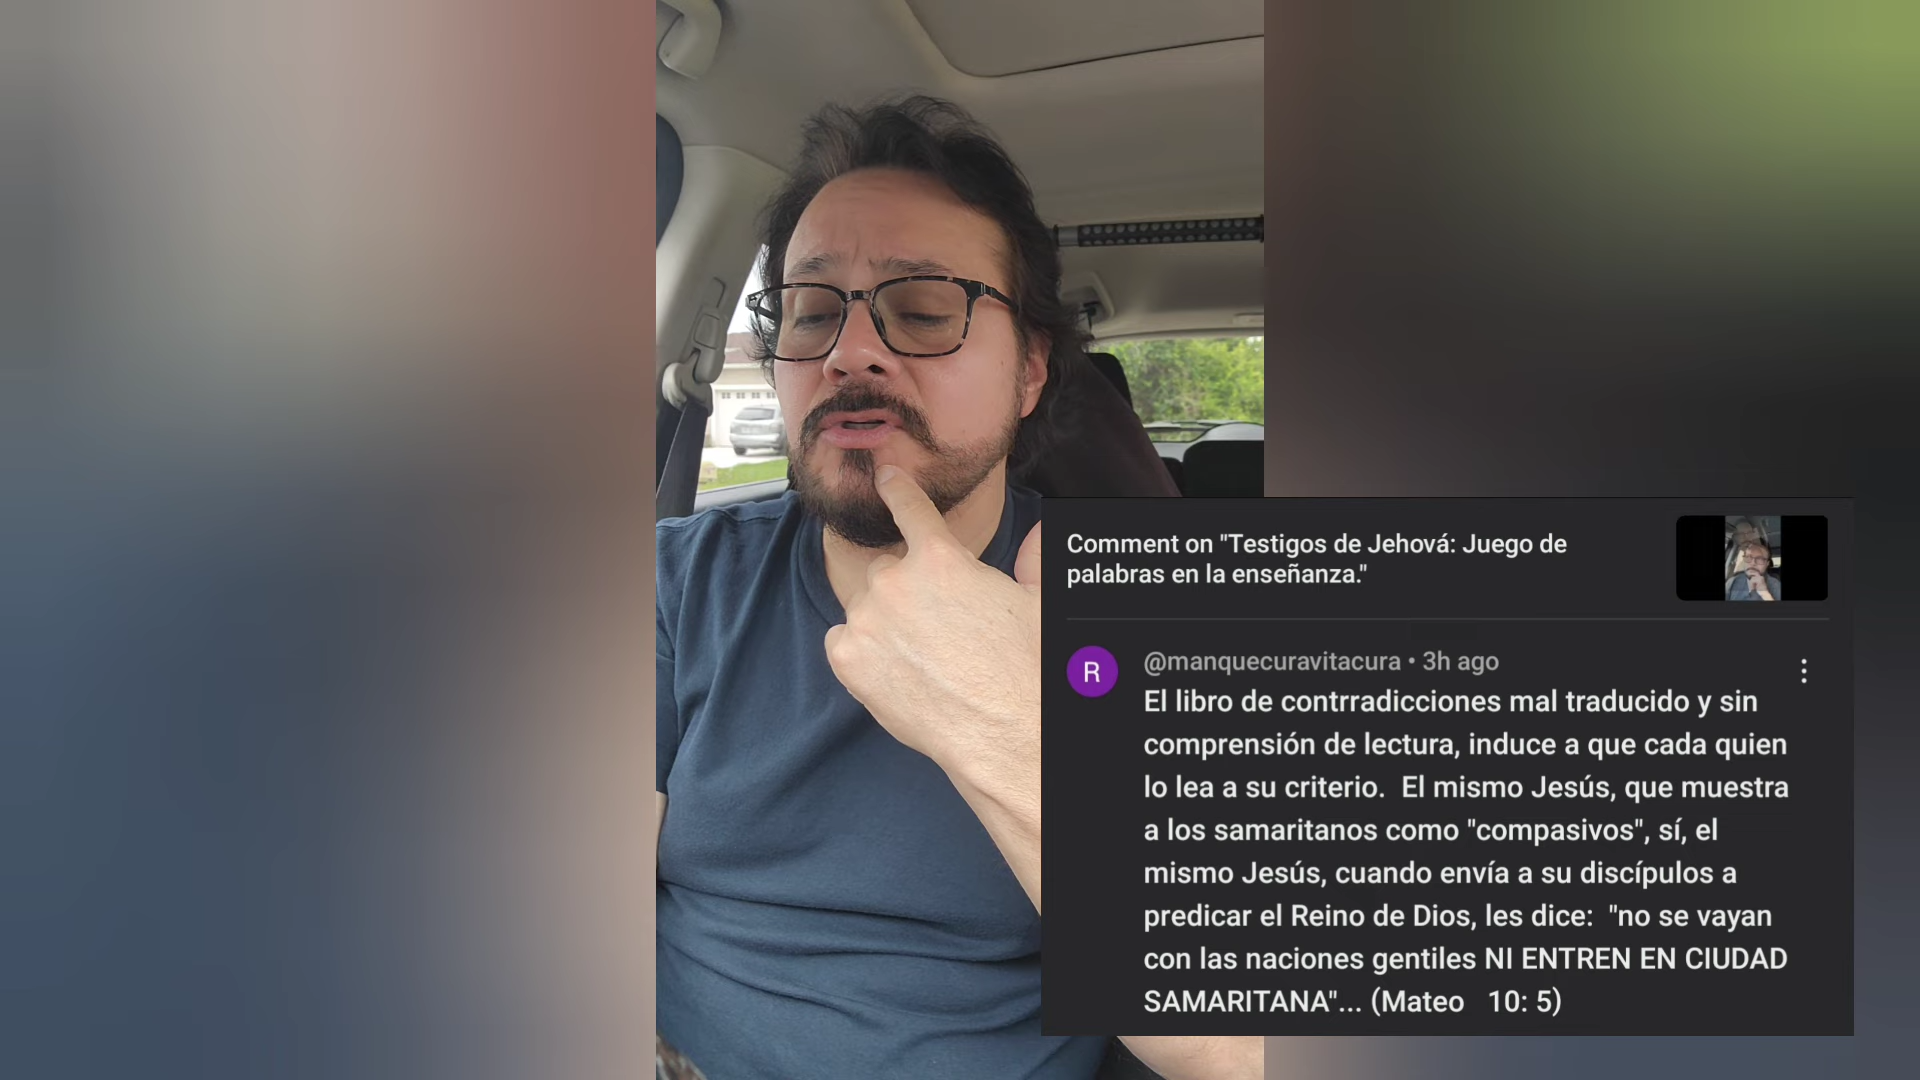 Comment on "Testigos de Jehová: Juego de
palabras en la enseñanza."
R
@manquecuravitacura • 3h ago
El libro de contrradicciones mal traducido y sin
comprensión de lectura, induce a que cada quien
lo lea a su criterio.  El mismo Jesús, que muestra
a los samaritanos como "compasivos", sí, el
mismo Jesús, cuando envía a su discípulos a
predicar el Reino de Dios, les dice:  "no se vayan
con las naciones gentiles NI ENTREN EN CIUDAD
SAMARITANA"... (Mateo   10: 5)